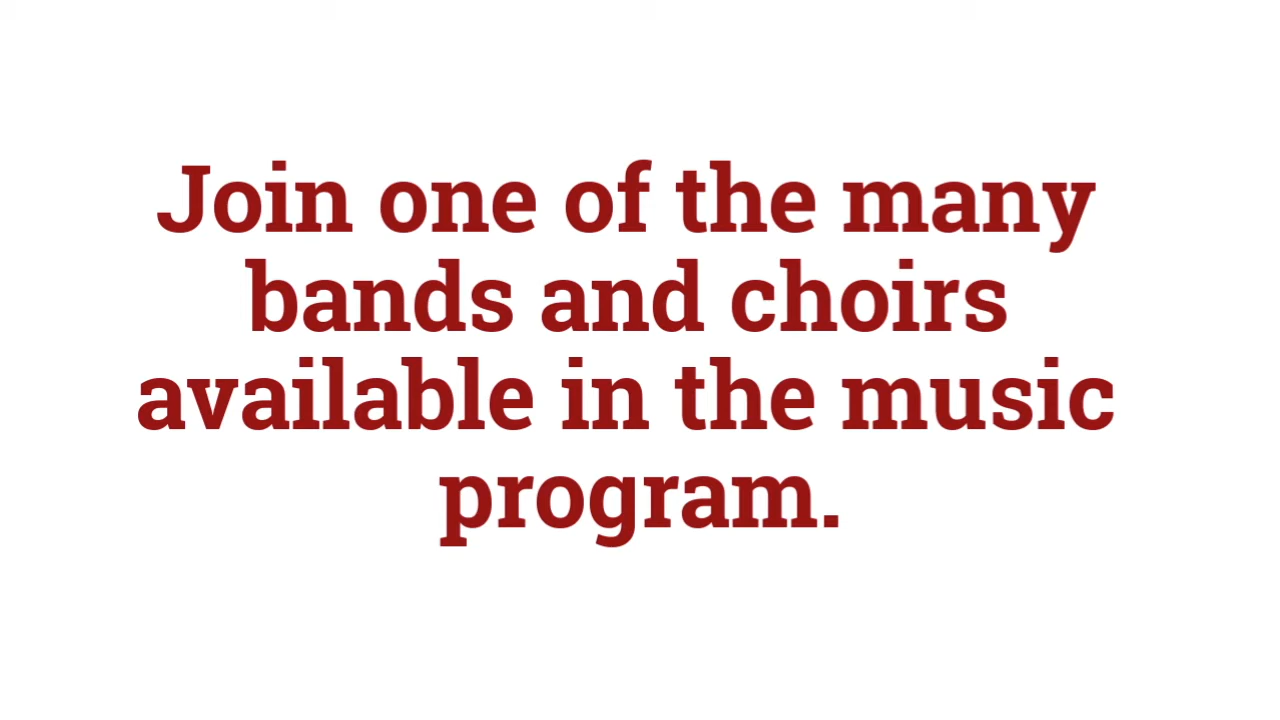 Join one of the many
bands and choirs
available in the music
program.